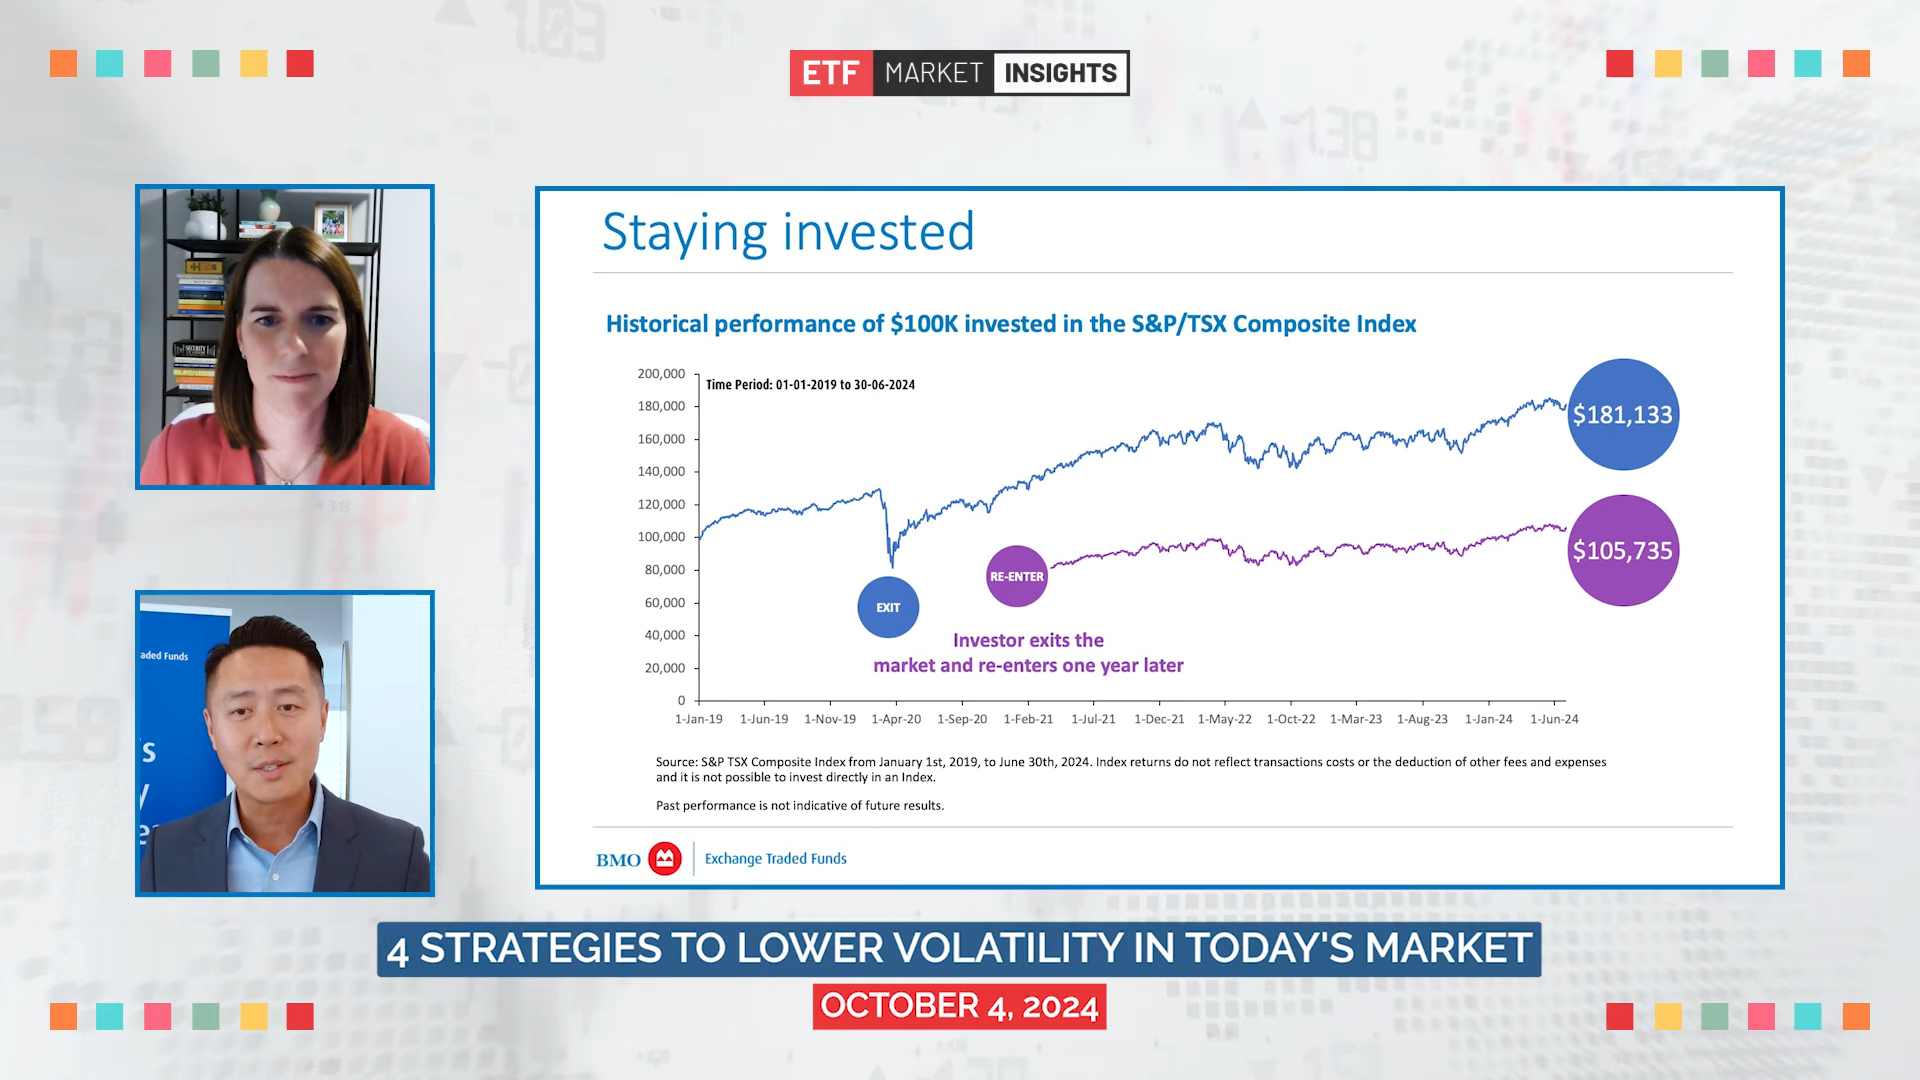 ETF MARKET INSIGHTS
aded Funds
's
y
e
Staying invested
Historical performance of $100K invested in the S&P/TSX Composite Index
Time Period: 01-01-2019 to 30-06-2024
200,000
180,000
160,000
140,000
120,000
100,000
80,000
60,000
40,000
20,000
0
$181,133
$105,735
RE-ENTER
EXIT
Investor exits the
market and re-enters one year later
1-Jan-19 1-Jun-19 1-Nov-19 1-Apr-20 1-Sep-20 1-Feb-21 1-Jul-21 1-Dec-21 1-May-22 1-Oct-22 1-Mar-23 1-Aug-23 1-Jan-24 1-Jun-24
Source: S&P TSX Composite Index from January 1st, 2019, to June 30th, 2024. Index returns do not reflect transactions costs or the deduction of other fees and expenses
and it is not possible to invest directly in an Index.
Past performance is not indicative of future results.
BMO Exchange Traded Funds
4 STRATEGIES TO LOWER VOLATILITY IN TODAY'S MARKET
OCTOBER 4, 2024